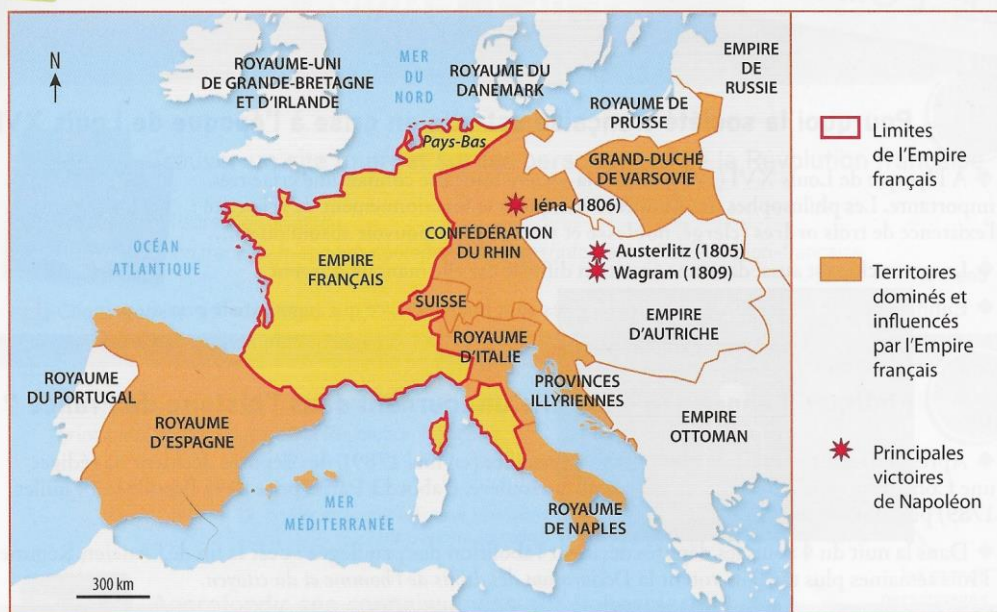 N
ROYAUME-UNI
DE GRANDE-BRETAGNE
ET D'IRLANDE
MER
DU
NORD
ROYAUME DU
DANEMARK
EMPIRE
DE
RUSSIE
ROYAUME DE
PRUSSE
Pays-Bas
GRAND-DUCHÉ
DE VARSOVIE
Iéna (1806)
CONFÉDÉRATION
DU RHIN
Austerlitz (1805)
Wagram (1809)
OCÉAN
ATLANTIQUE
EMPIRE
FRANÇAIS
SUISSE
EMPIRE
D'AUTRICHE
ROYAUME
D'ITALIE
PROVINCES
ILLYRIENNES
ROYAUME
DU PORTUGAL
ROYAUME
D'ESPAGNE
EMPIRE
OTTOMAN
MER
MÉDITERRANÉE
ROYAUME
DE NAPLES
300 km
Limites
de l'Empire
français
Territoires
dominés et
influencés
par l'Empire
français
Principales
victoires
de Napoléon